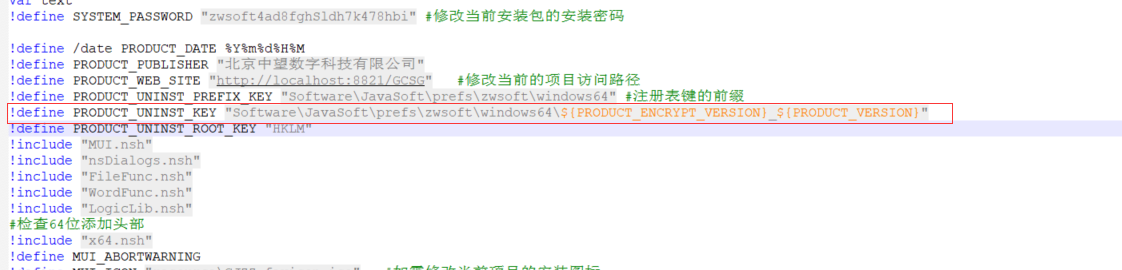 var text
!define SYSTEM_PASSWORD "zwsoft4ad8fghSldh7k478hbi" #修改当前安装包的安装密码
!define /date PRODUCT_DATE %Y%m%d%H%M
!define PRODUCT_PUBLISHER "北京中望数字科技有限公司"
!define PRODUCT_WEB_SITE "http://localhost:8821/GCSG" #修改当前的项目访问路径
!define PRODUCT_UNINST_PREFIX_KEY "Software\JavaSoft\prefs\zwsoft\windows64" #注册表键的前缀
!define PRODUCT_UNINST_KEY "Software\JavaSoft\prefs\zwsoft\windows64\${PRODUCT_ENCRYPT_VERSION}_${PRODUCT_VERSION}"
!define PRODUCT_UNINST_ROOT_KEY "HKLM"
!include "MUI.nsh"
!include "nsDialogs.nsh"
!include "FileFunc.nsh"
!include "WordFunc.nsh"
!include "LogicLib.nsh"
#检查64位添加头部
!include "x64.nsh"
!define MUI_ABORTWARNING